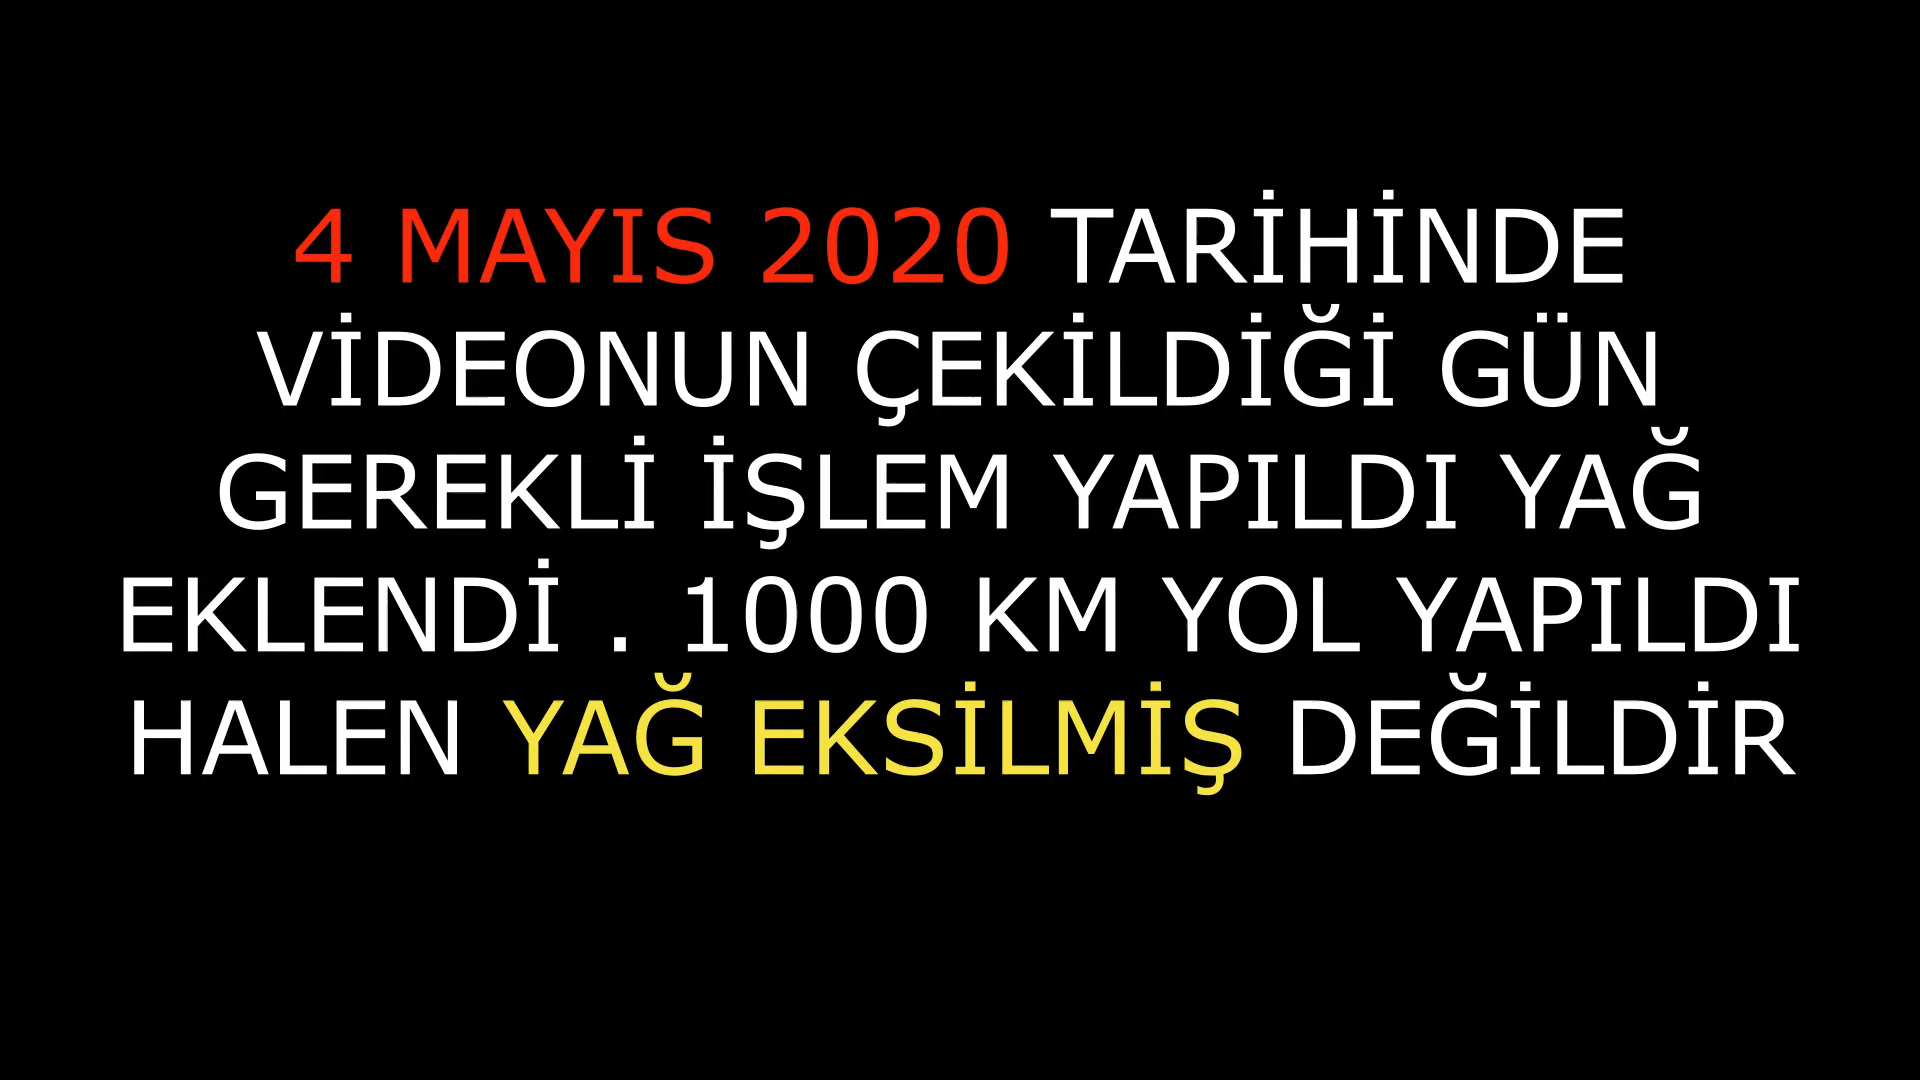 4 MAYIS 2020 TARİHİNDE
VİDEONUN ÇEKİLDİĞİ GÜN
GEREKLİ İŞLEM YAPILDI YAĞ
EKLENDİ . 1000 KM YOL YAPILDI
HALEN YAĞ EKSİLMİŞ DEĞİLDİR